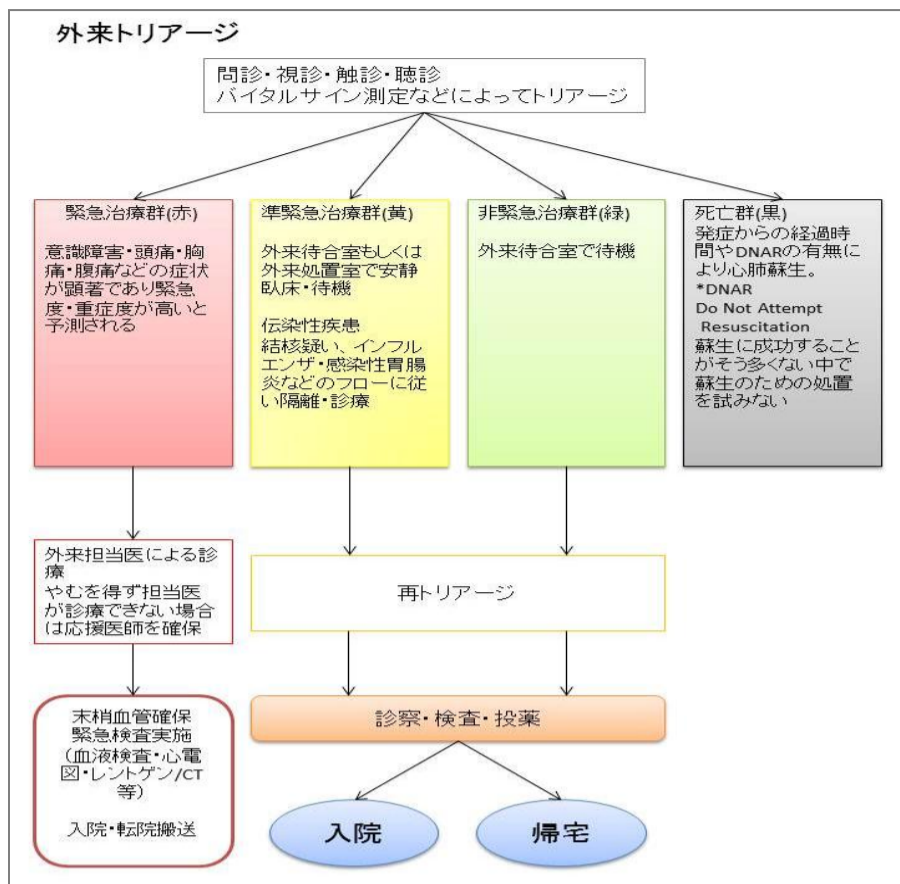 外来トリアージ
問診・視診・触診・聴診
バイタルサイン測定などによってトリアージ
緊急治療群(赤)
意識障害・頭痛・胸
痛・腹痛などの症状
が顕著であり緊急
度・重症度が高いと
予測される
準緊急治療群(黄)
外来待合室もしくは
外来処置室で安静
臥床・待機
伝染性疾患
結核疑い、インフル
エンザ・感染性胃腸
炎などのフローに従
い隔離・診療
非緊急治療群(緑)
外来待合室で待機
死亡群(黒)
発症からの経過時
間やDNARの有無に
より心肺蘇生。
*DNAR
Do Not Attempt
Resuscitation
蘇生に成功すること
がそう多くない中で
蘇生のための処置
を試みない
外来担当医による診
療
やむを得ず担当医
が診療できない場合
は応援医師を確保
再トリアージ
末梢血管確保
緊急検査実施
(血液検査・心電
図・レントゲン/CT
等)
入院・転院搬送
診察・検査・投薬
入院
帰宅